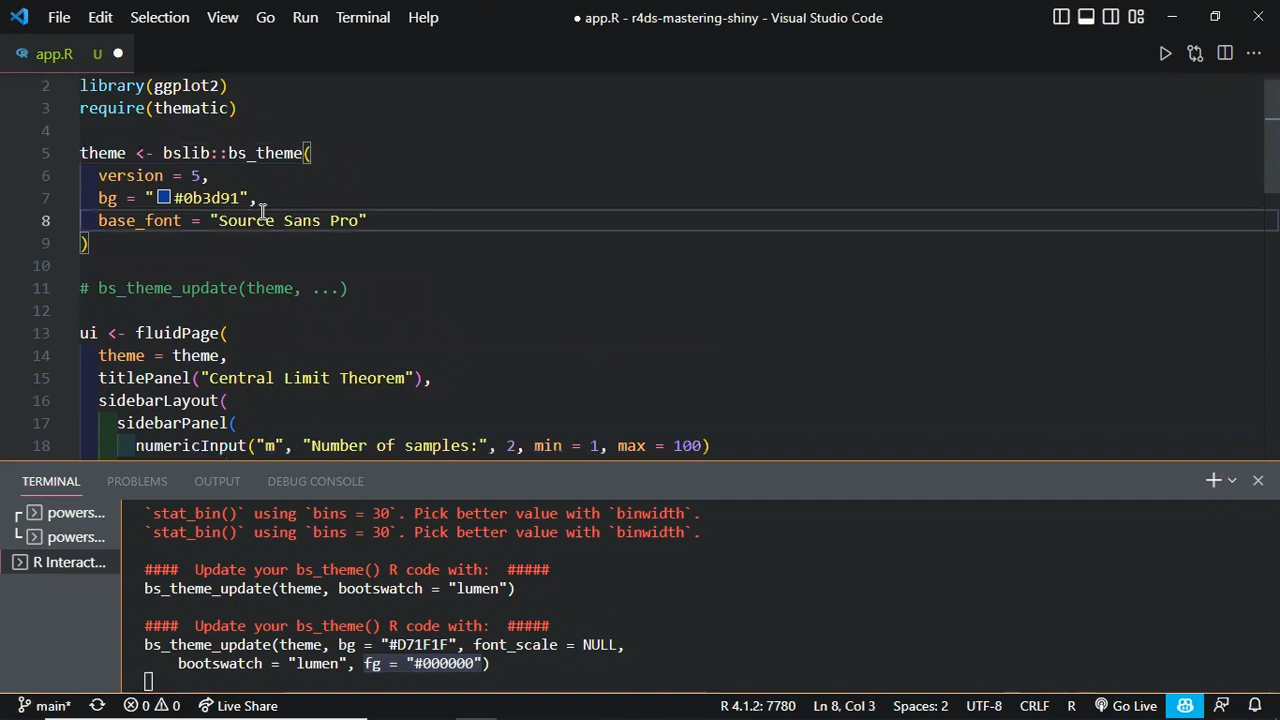 File Edit Selection View Go Run Terminal Help ● app.R - r4ds-mastering-shiny - Visual Studio Code
app.R U
2 library(ggplot2)
3 require(thematic)
4
5 theme <- bslib::bs_theme(
6 version = 5,
7 bg = "#0b3d91",
8 base_font = "Source Sans Pro"
9 )
10
11 # bs_theme_update(theme, ...)
12
13 ui <- fluidPage(
14 theme = theme,
15 titlePanel("Central Limit Theorem"),
16 sidebarLayout(
17 sidebarPanel(
18 numericInput("m", "Number of samples:", 2, min = 1, max = 100)
TERMINAL PROBLEMS OUTPUT DEBUG CONSOLE
powers...
powers...
R Interact...
`stat_bin()` using `bins = 30`. Pick better value with `binwidth`.
`stat_bin()` using `bins = 30`. Pick better value with `binwidth`.
#### Update your bs_theme() R code with: #####
bs_theme_update(theme, bootswatch = "lumen")
#### Update your bs_theme() R code with: #####
bs_theme_update(theme, bg = "#D71F1F", font_scale = NULL,
bootswatch = "lumen", fg = "#000000")
main* 0 0 Live Share R 4.1.2: 7780 Ln 8, Col 3 Spaces: 2 UTF-8 CRLF R Go Live